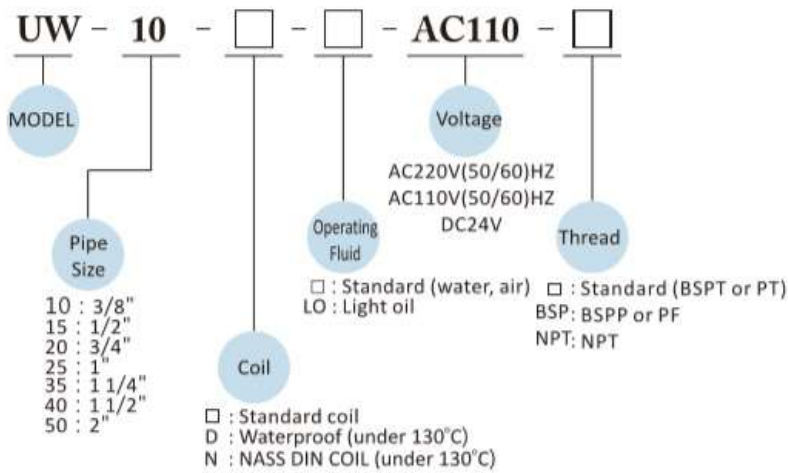 UW - 10 - □ - □ - AC110 - □
MODEL
Voltage
AC220V(50/60)HZ
AC110V(50/60)HZ
DC24V
Pipe
Size
10 : 3/8"
15 : 1/2"
20 : 3/4"
25 : 1"
35 : 1 1/4"
40 : 1 1/2"
50 : 2"
Operating
Fluid
□ : Standard (water, air)
LO : Light oil
Thread
□ : Standard (BSPT or PT)
BSP: BSPP or PF
NPT: NPT
Coil
□ : Standard coil
D : Waterproof (under 130°C)
N : NASS DIN COIL (under 130°C)